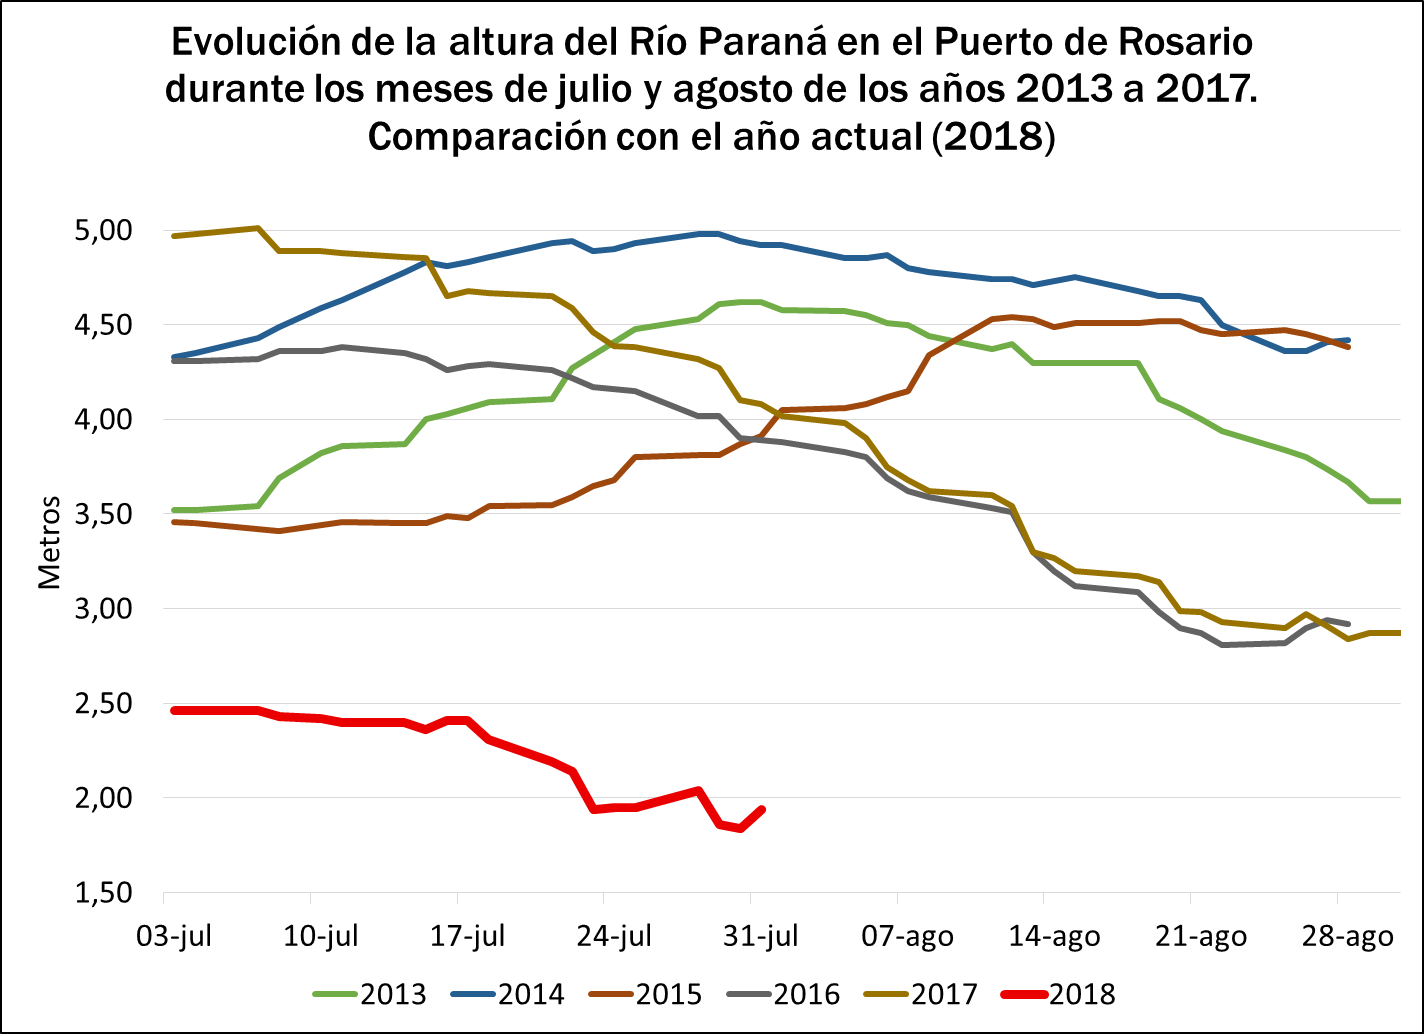 Evolución de la altura del Río Paraná en el Puerto de Rosario
durante los meses de julio y agosto de los años 2013 a 2017.
Comparación con el año actual (2018)
5,00
4,50
4,00
3,50
3,00
2,50
2,00
1,50
Metros
03-jul 10-jul 17-jul 24-jul 31-jul 07-ago 14-ago 21-ago 28-ago
2013 2014 2015 2016 2017 2018